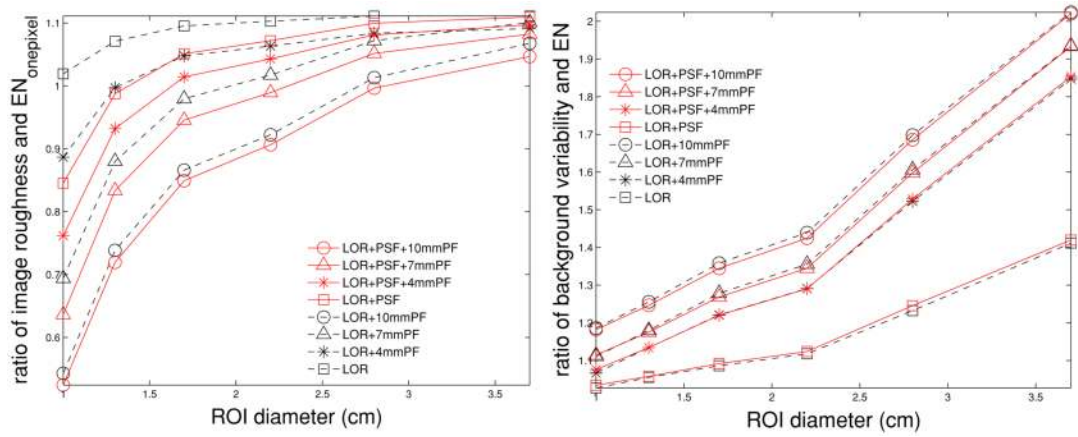 ratio of image roughness and EN onepixel
1.1
1
0.9
0.8
0.7
0.6
LOR+PSF+10mmPF
LOR+PSF+7mmPF
LOR+PSF+4mmPF
LOR+PSF
LOR+10mmPF
LOR+7mmPF
LOR+4mmPF
LOR
1 1.5 2 2.5 3 3.5
ROI diameter (cm)
ratio of background variability and EN
2
1.9
1.8
1.7
1.6
1.5
1.4
1.3
1.2
1.1
LOR+PSF+10mmPF
LOR+PSF+7mmPF
LOR+PSF+4mmPF
LOR+PSF
LOR+10mmPF
LOR+7mmPF
LOR+4mmPF
LOR
1 1.5 2 2.5 3 3.5
ROI diameter (cm)